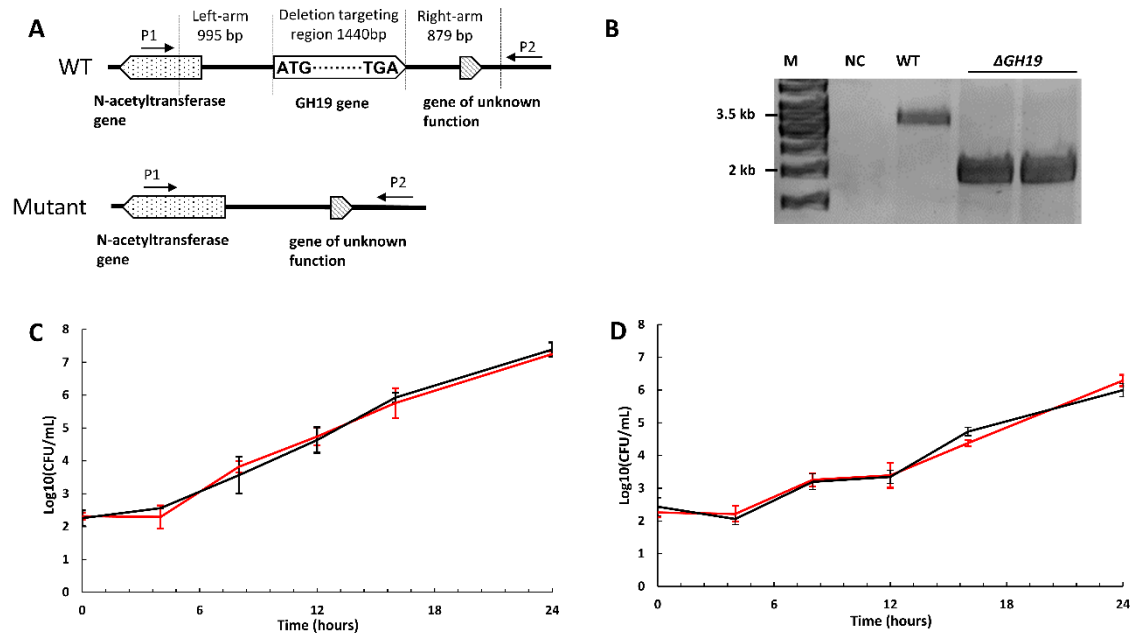 A
Left-arm
995 bp
Deletion targeting
region 1440bp
Right-arm
879 bp
P1
P2
WT
ATG········TGA
N-acetyltransferase
gene
GH19 gene
gene of unknown
function
P1
P2
Mutant
N-acetyltransferase
gene
gene of unknown
function
B
M NC WT ΔGH19
3.5 kb
2 kb
C
Log10(CFU/mL)
8
7
6
5
4
3
2
1
0
0 6 12 18 24
Time (hours)
D
Log10(CFU/mL)
8
7
6
5
4
3
2
1
0
0 6 12 18 24
Time (hours)